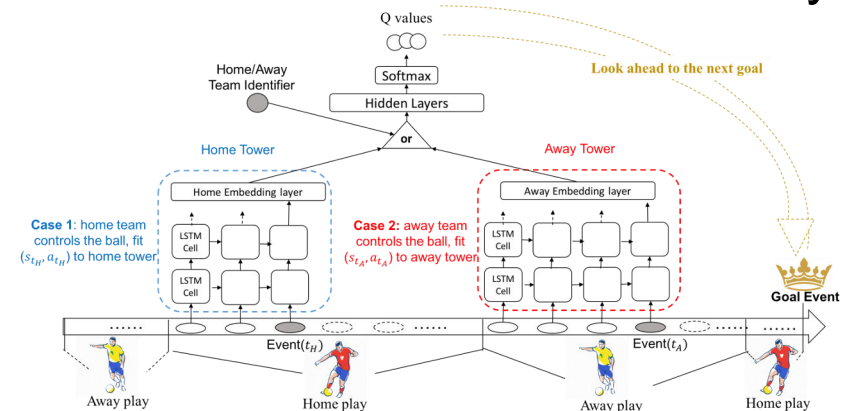 Q values
Home/Away
Team Identifier
Softmax
Look ahead to the next goal
Hidden Layers
or
Home Tower
Away Tower
Home Embedding layer
Away Embedding layer
Case 1: home team
controls the ball, fit
(s_{t_H}, a_{t_H}) to home tower
LSTM
Cell
LSTM
Cell
Case 2: away team
controls the ball, fit
(s_{t_A}, a_{t_A}) to away tower
LSTM
Cell
LSTM
Cell
Goal Event
......
......
......
......
Event(t_H)
Event(t_A)
Away play
Home play
Away play
Home play